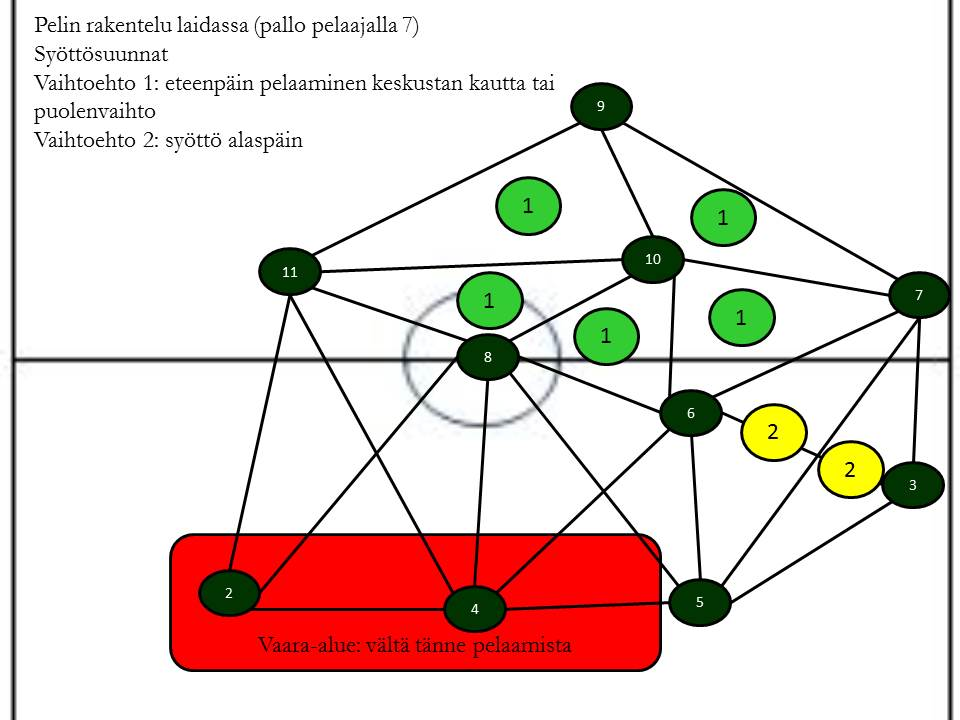 Pelin rakentelu laidassa (pallo pelaajalla 7)
Syöttösuunnat
Vaihtoehto 1: eteenpäin pelaaminen keskustan kautta tai
puolenvaihto
Vaihtoehto 2: syöttö alaspäin
9
1
1
10
11
7
1
1
1
8
6
2
2
3
2
4
5
Vaara-alue: vältä tänne pelaamista